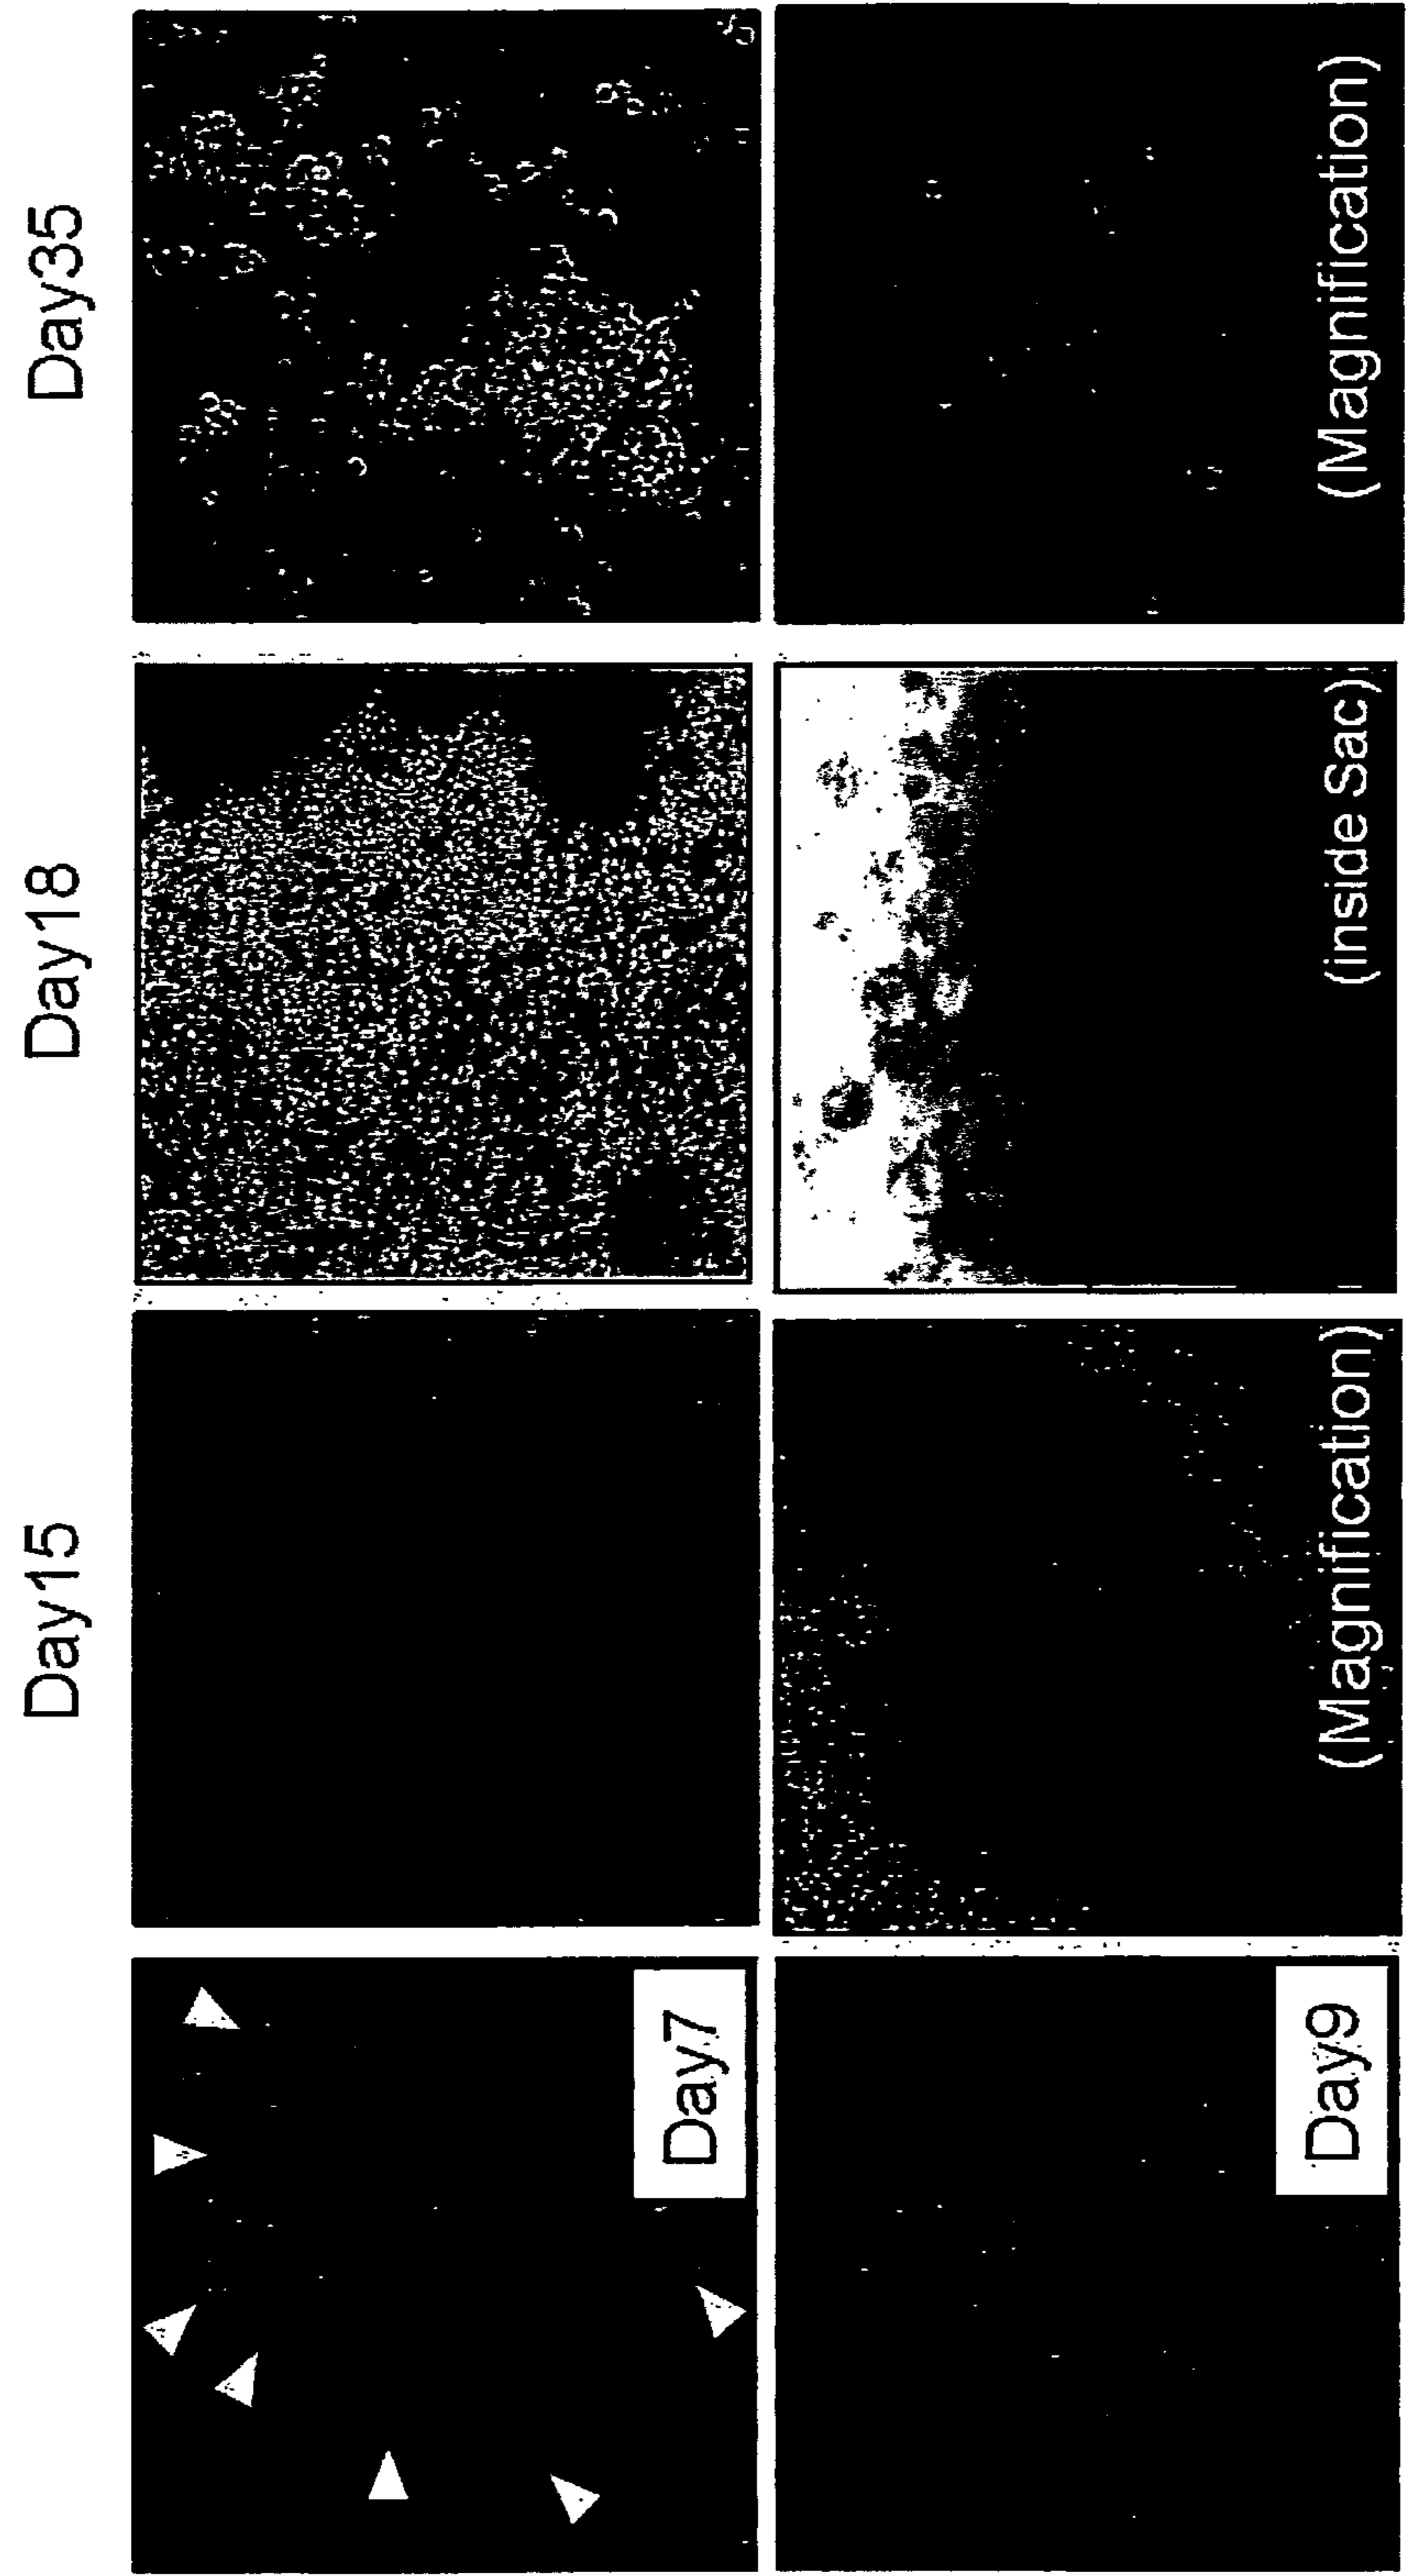 Day15
Day18
Day35
Day7
Day9
(Magnification)
(inside Sac)
(Magnification)